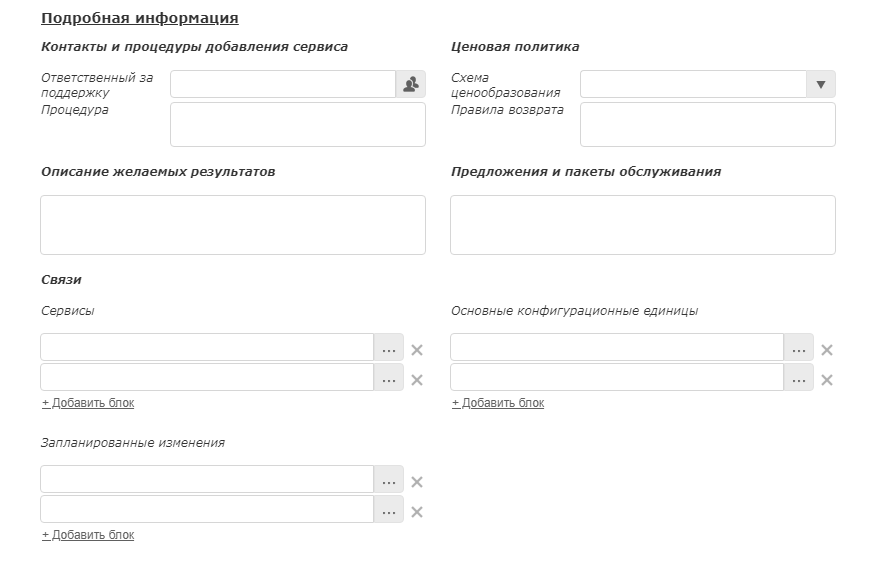 Подробная информация
Контакты и процедуры добавления сервиса
Ответственный за
поддержку
Процедура
Ценовая политика
Схема
ценообразования
Правила возврата
Описание желаемых результатов
Предложения и пакеты обслуживания
Связи
Сервисы
...
...
+ Добавить блок
Основные конфигурационные единицы
...
...
+ Добавить блок
Запланированные изменения
...
...
+ Добавить блок